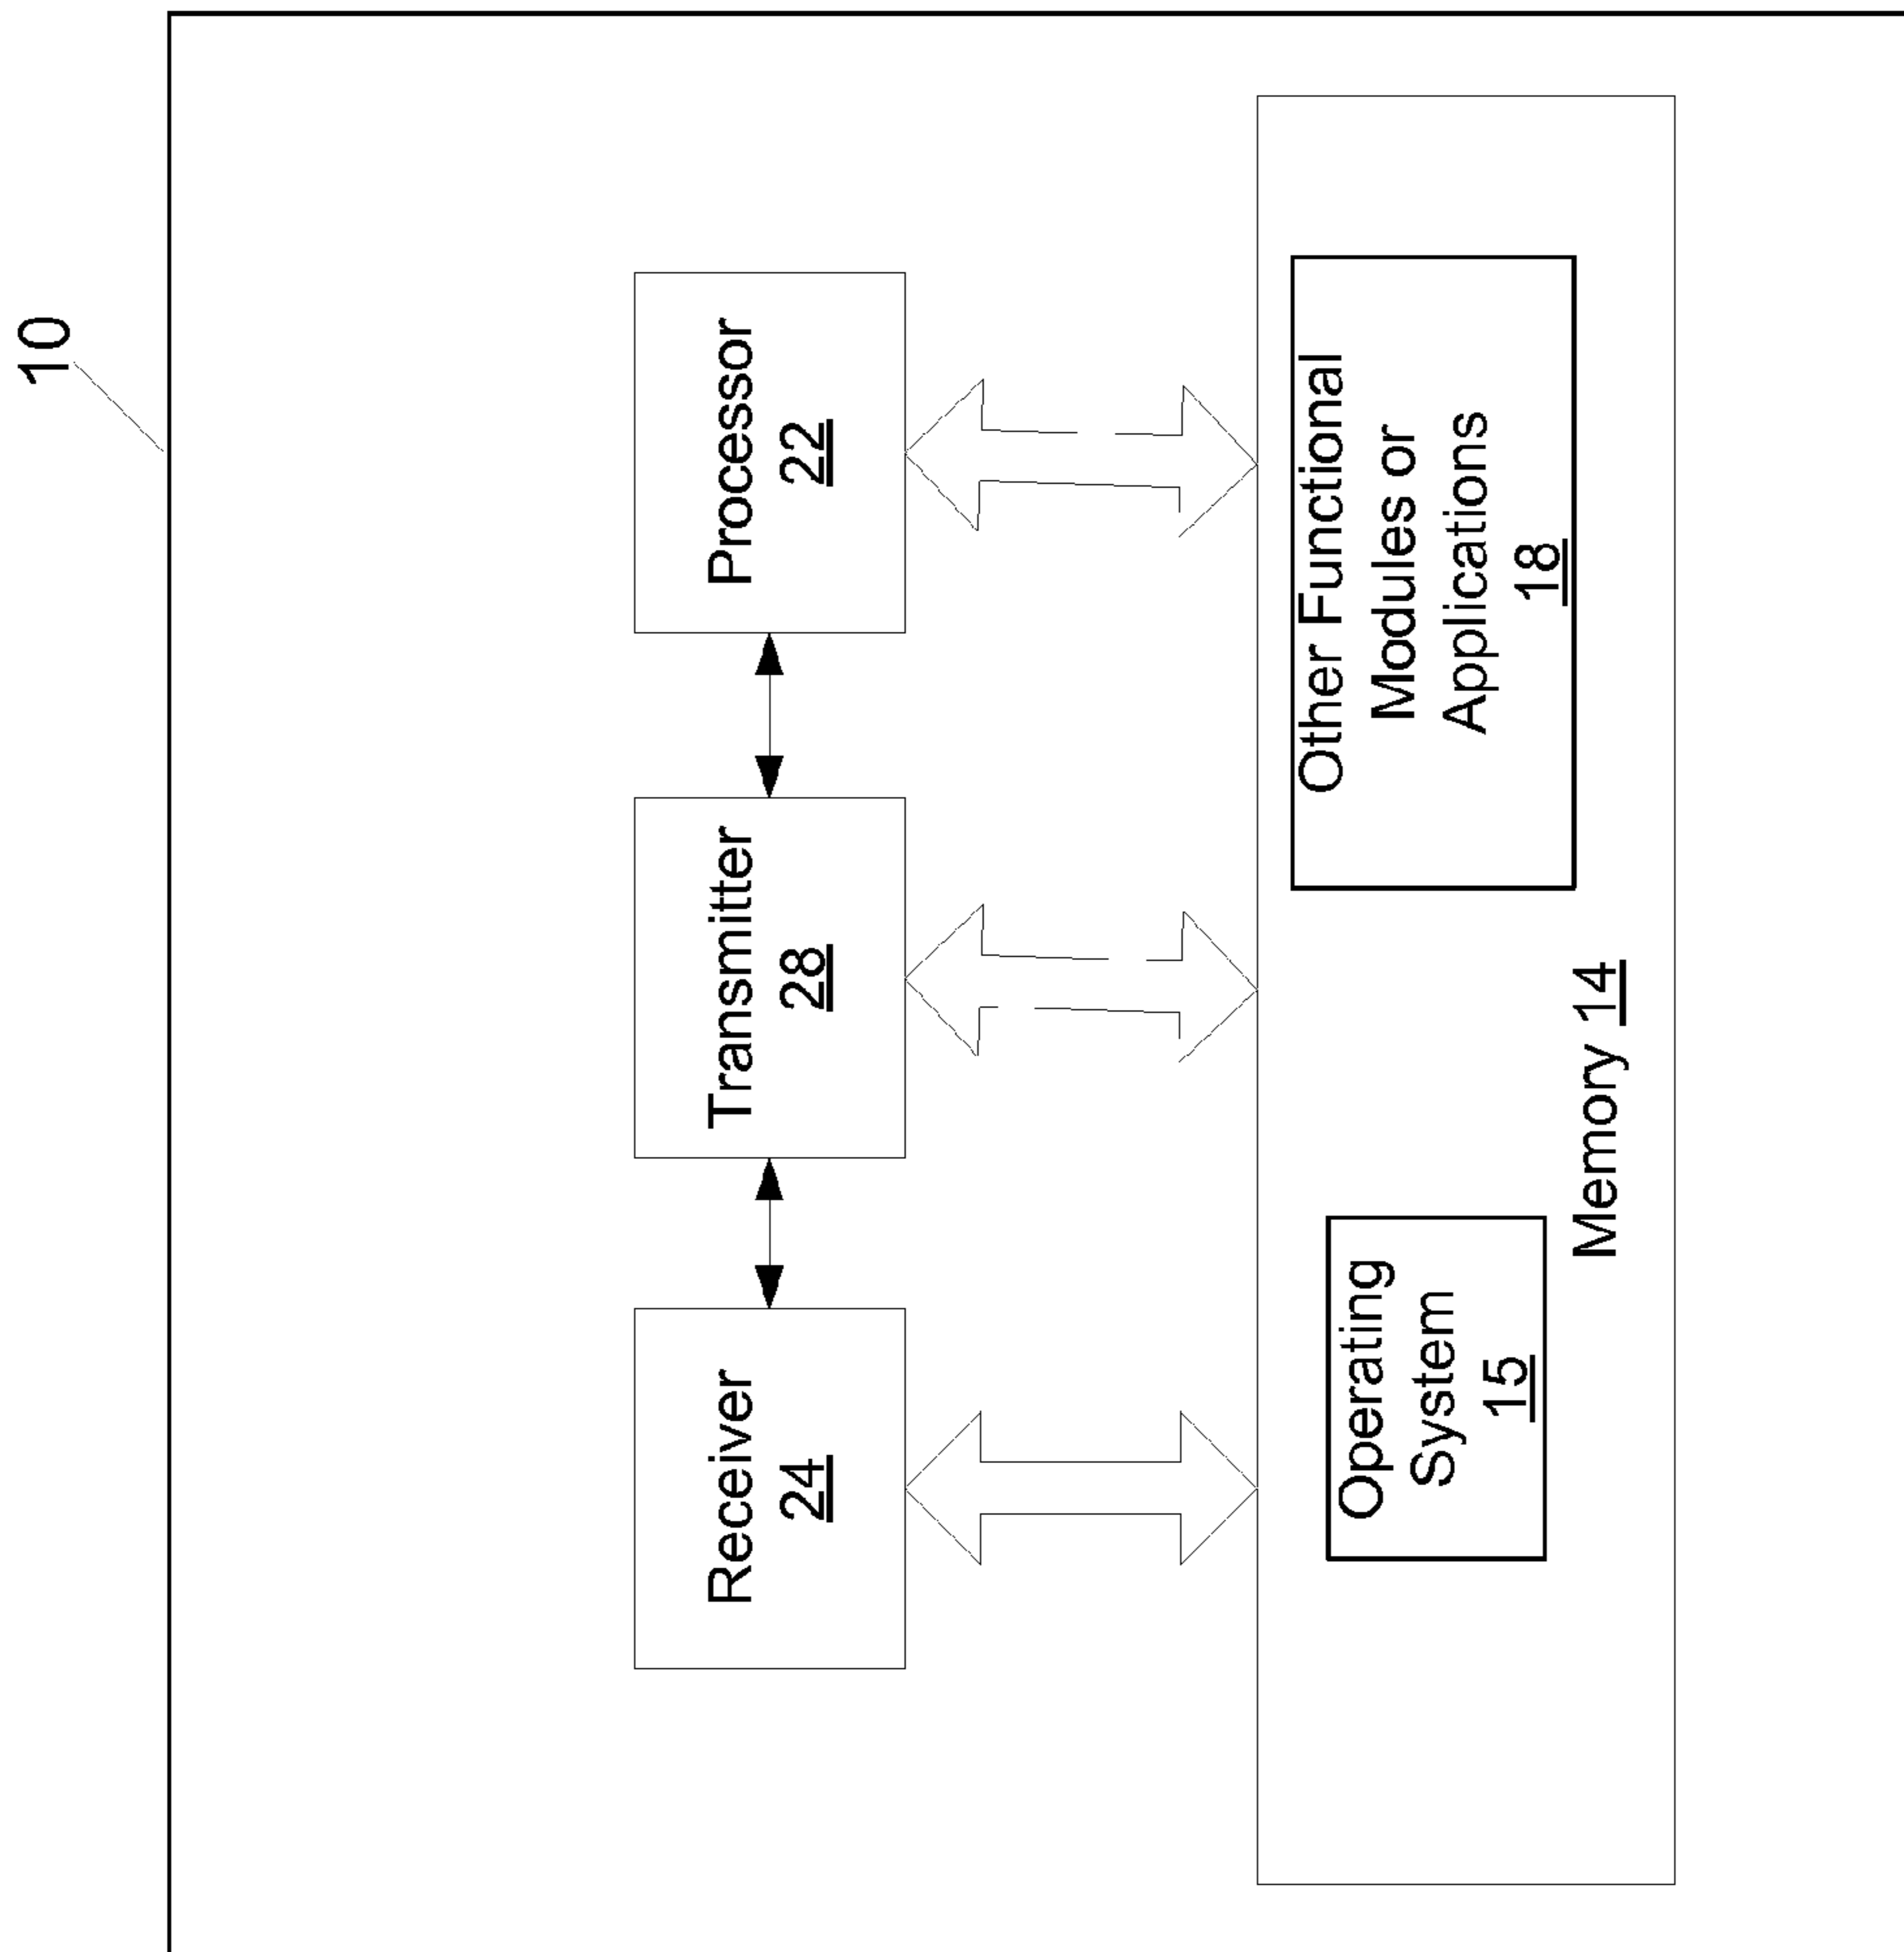 10
Receiver
24
Transmitter
28
Processor
22
Operating
System
15
Other Functional
Modules or
Applications
18
Memory 14